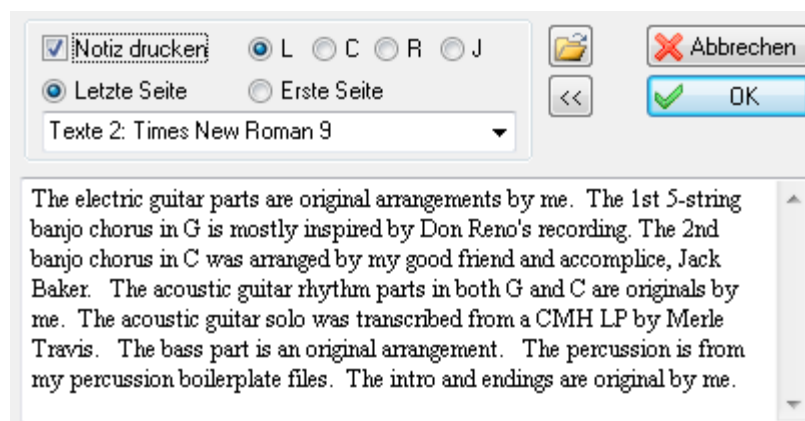 Notiz drucken L C R J Abbrechen
Letzte Seite Erste Seite << OK
Texte 2: Times New Roman 9
The electric guitar parts are original arrangements by me.  The 1st 5-string
banjo chorus in G is mostly inspired by Don Reno's recording. The 2nd
banjo chorus in C was arranged by my good friend and accomplice, Jack
Baker.   The acoustic guitar rhythm parts in both G and C are originals by
me.  The acoustic guitar solo was transcribed from a CMH LP by Merle
Travis.   The bass part is an original arrangement.   The percussion is from
my percussion boilerplate files.  The intro and endings are original by me.